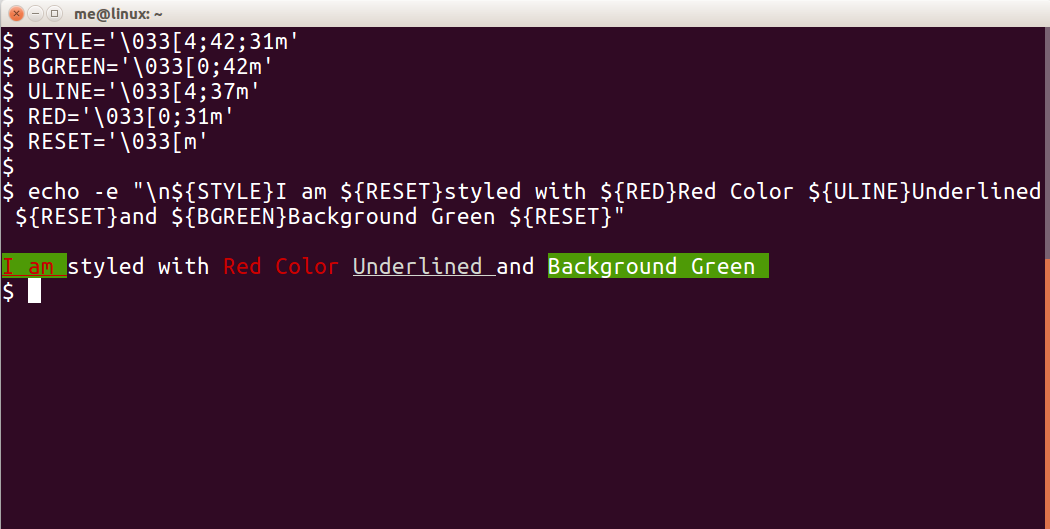 me@linux: ~
$ STYLE='\033[4;42;31m'
$ BGREEN='\033[0;42m'
$ ULINE='\033[4;37m'
$ RED='\033[0;31m'
$ RESET='\033[m'
$
$ echo -e "\n${STYLE}I am ${RESET}styled with ${RED}Red Color ${ULINE}Underlined
 ${RESET}and ${BGREEN}Background Green ${RESET}"
I am styled with Red Color Underlined and Background Green
$